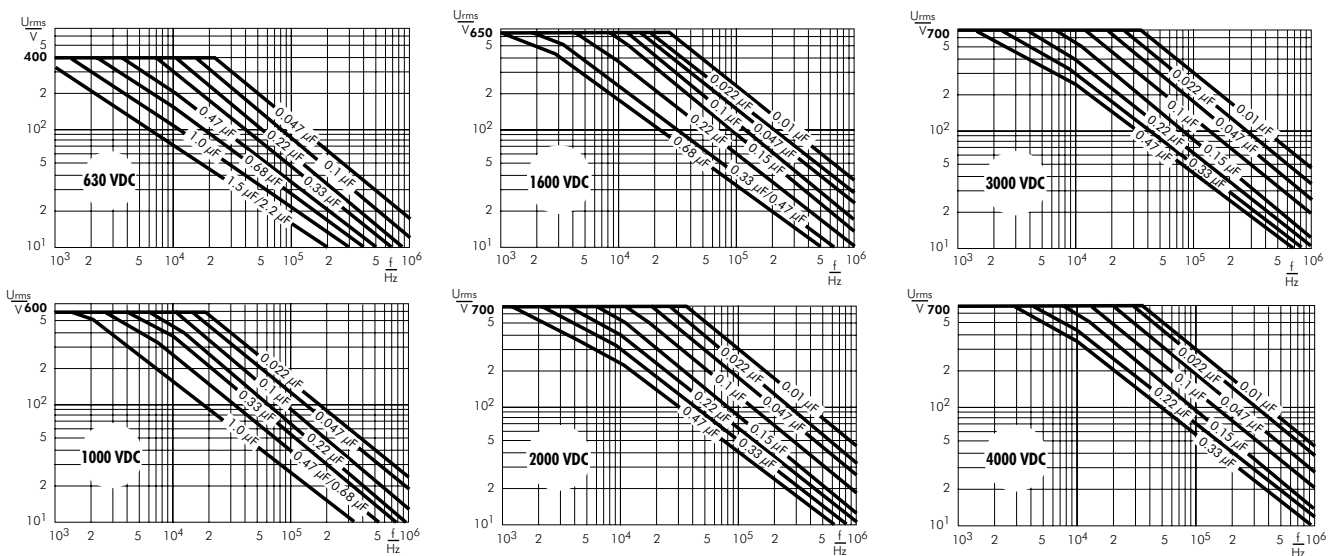 Urms
V
5
400
2
10²
5
2
10¹
10³ 2 5 10⁴ 2 5 10⁵ 2 5 10⁶
f
Hz
630 VDC
0.047 µF
0.1 µF
0.22 µF
0.33 µF
0.47 µF
0.68 µF
1.0 µF
1.5 µF/2.2 µF
Urms
V 650
5
2
10²
5
2
10¹
10³ 2 5 10⁴ 2 5 10⁵ 2 5 10⁶
f
Hz
1600 VDC
0.01 µF
0.022 µF
0.047 µF
0.1 µF
0.15 µF
0.22 µF
0.33 µF/0.47 µF
0.68 µF
Urms
V 700
5
2
10²
5
2
10¹
10³ 2 5 10⁴ 2 5 10⁵ 2 5 10⁶
f
Hz
3000 VDC
0.01 µF
0.022 µF
0.047 µF
0.1 µF
0.15 µF
0.22 µF
0.33 µF
0.47 µF
Urms
V 600
5
2
10²
5
2
10¹
10³ 2 5 10⁴ 2 5 10⁵ 2 5 10⁶
f
Hz
1000 VDC
0.022 µF
0.047 µF
0.1 µF
0.22 µF
0.33 µF
0.47 µF/0.68 µF
1.0 µF
Urms
V 700
5
2
10²
5
2
10¹
10³ 2 5 10⁴ 2 5 10⁵ 2 5 10⁶
f
Hz
2000 VDC
0.01 µF
0.022 µF
0.047 µF
0.1 µF
0.15 µF
0.22 µF
0.33 µF
0.47 µF
Urms
V 700
5
2
10²
5
2
10¹
10³ 2 5 10⁴ 2 5 10⁵ 2 5 10⁶
f
Hz
4000 VDC
0.01 µF
0.022 µF
0.047 µF
0.1 µF
0.15 µF
0.22 µF
0.33 µF